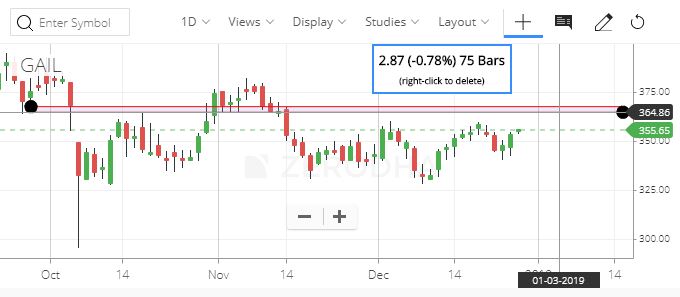 Enter Symbol 1D Views Display Studies Layout
GAIL
2.87 (-0.78%) 75 Bars
(right-click to delete)
375.00
364.86
355.65
350.00
ZERODHA
325.00
300.00
Oct 14 Nov 14 Dec 14 14
01-03-2019